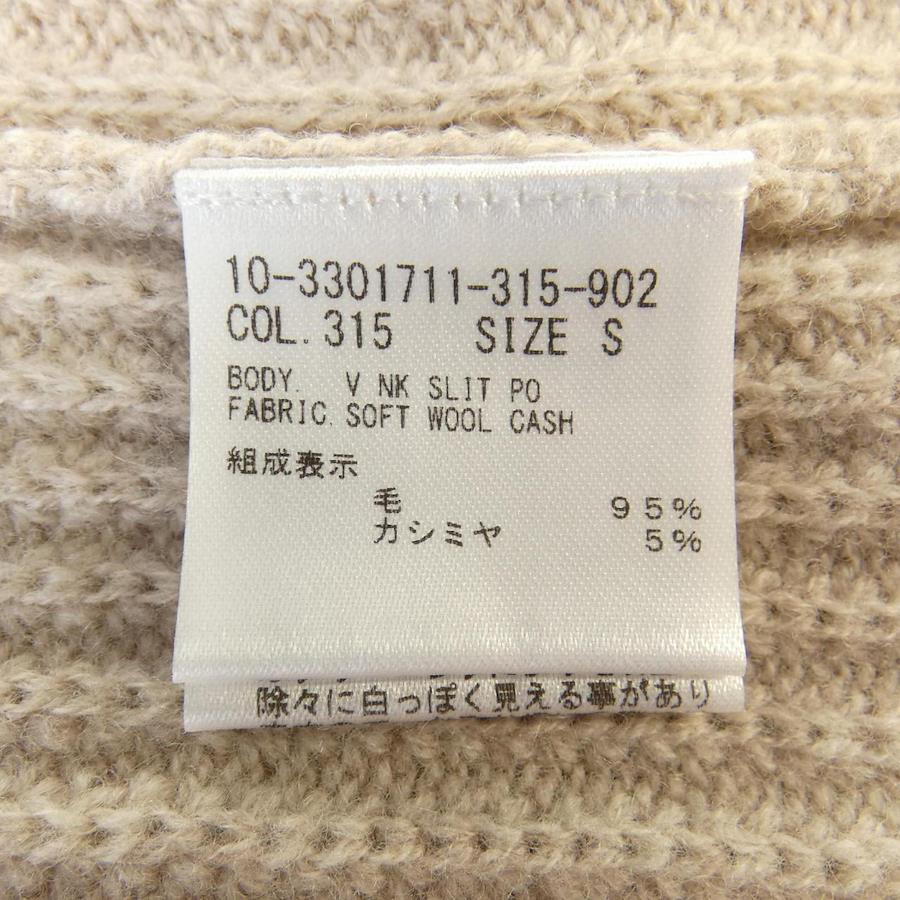 10-3301711-315-902
COL.315 SIZE S
BODY. V NK SLIT PO
FABRIC.SOFT WOOL CASH
組成表示
毛 95%
カシミヤ 5%
除々に白っぽく見える事があり